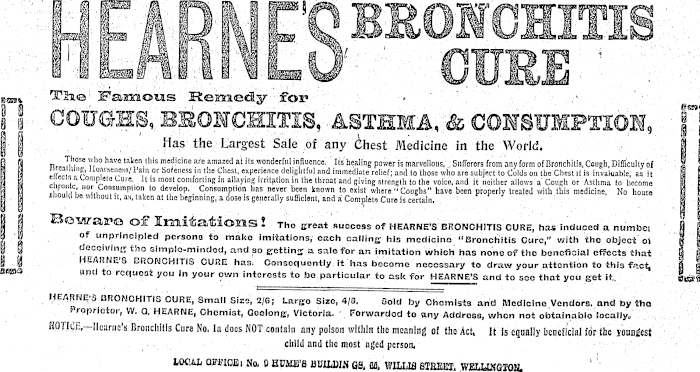 HEARNE'S BRONCHITIS
CURE
The Famous Remedy for
COUGHS, BRONCHITIS, ASTHMA, & CONSUMPTION,
Has the Largest Sale of any Chest Medicine in the World.
Those who have taken this medicine are amazed at its wonderful influence. Its healing power is marvellous. Sufferers from any form of Bronchitis, Cough, Difficulty of
Breathing, Hoarseness, Pain or Soreness in the Chest, experience delightful and immediate relief; and to those who are subject to Colds on the Chest it is invaluable, as it
effects a Complete Cure. It is most comforting in allaying irritation in the throat and giving strength to the voice, and it neither allows a Cough or Asthma to become
chronic, nor Consumption to develop. Consumption has never been known to exist where "Coughs" have been properly treated with this medicine. No house
should be without it, as, taken at the beginning, a dose is generally sufficient, and a Complete Cure is certain.
Beware of Imitations! The great success of HEARNE'S BRONCHITIS CURE, has induced a number
of unprincipled persons to make imitations, each calling his medicine "Bronchitis Cure," with the object of
deceiving the simple-minded, and so getting a sale for an imitation which has none of the beneficial effects that
HEARNE'S BRONCHITIS CURE has. Consequently it has become necessary to draw your attention to this fact,
and to request you in your own interests to be particular to ask for HEARNE'S and to see that you get it.
HEARNE'S BRONCHITIS CURE, Small Size, 2/6; Large Size, 4/6. Sold by Chemists and Medicine Vendors, and by the
Proprietor, W. G. HEARNE, Chemist, Geelong, Victoria. Forwarded to any Address, when not obtainable locally.
NOTICE.—Hearne's Bronchitis Cure No. 1a does NOT contain any poison within the meaning of the Act. It is equally beneficial for the youngest
child and the most aged person.
LOCAL OFFICE: No. 9 HUME'S BUILDINGS, 65, WILLIS STREET, WELLINGTON.